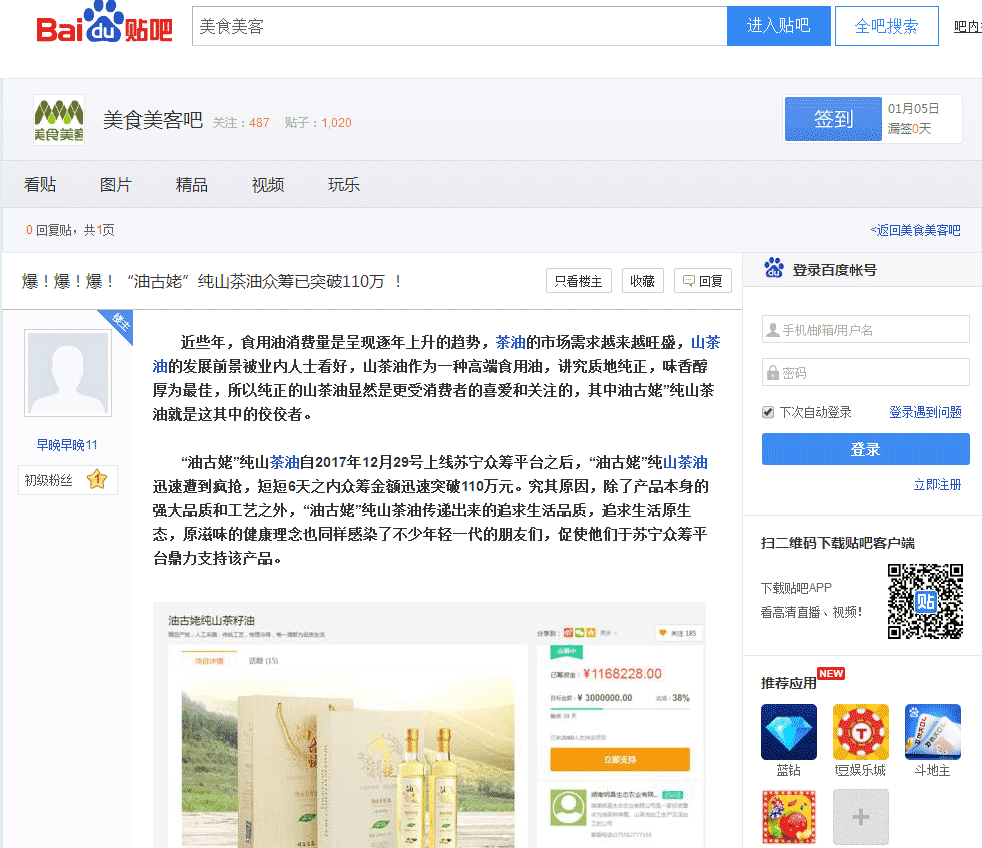 Bai du 贴吧
美食美客
进入贴吧
全吧搜索
吧内
美食美客
美食美客吧 关注：487 贴子：1,020
签到
01月05日
漏签0天
看贴 图片 精品 视频 玩乐
0 回复贴，共1页
<返回美食美客吧
爆！爆！爆！“油古姥”纯山茶油众筹已突破110万 ！
只看楼主
收藏
回复
楼主
早晚早晚11
初级粉丝 1
近些年，食用油消费量是呈现逐年上升的趋势，茶油的市场需求越来越旺盛，山茶
油的发展前景被业内人士看好，山茶油作为一种高端食用油，讲究质地纯正，味香醇
厚为最佳，所以纯正的山茶油显然是更受消费者的喜爱和关注的，其中油古姥”纯山茶
油就是这其中的佼佼者。
“油古姥”纯山茶油自2017年12月29号上线苏宁众筹平台之后，“油古姥”纯山茶油
迅速遭到疯抢，短短6天之内众筹金额迅速突破110万元。究其原因，除了产品本身的
强大品质和工艺之外，“油古姥”纯山茶油传递出来的追求生活品质，追求生活原生
态，原滋味的健康理念也同样感染了不少年轻一代的朋友们，促使他们于苏宁众筹平
台鼎力支持该产品。
油古姥纯山茶籽油
分享到：
关注 185
项目详情
话题 (15)
众筹中
已筹资金：¥1168228.00
目标金额：¥ 3000000.00
达成：38%
立即支持
登录百度帐号
手机/邮箱/用户名
密码
下次自动登录
登录遇到问题
登录
立即注册
扫二维码下载贴吧客户端
下载贴吧APP
看高清直播、视频！
贴
推荐应用 NEW
蓝钻
t豆娱乐城
斗地主